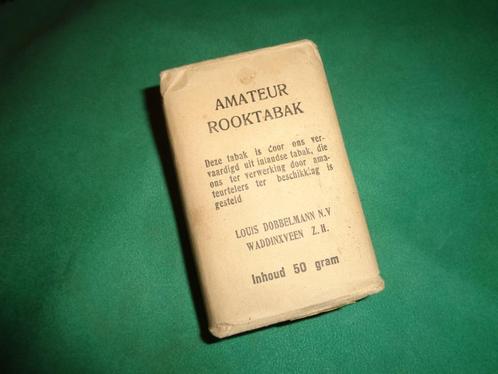 AMATEUR
ROOKTABAK
Deze tabak is door ons ver-
vaardigd uit inlandse tabak, die
ons ter verwerking door ama-
teurtelers ter beschikking is
gesteld
LOUIS DOBBELMANN N.V
WADDINXVEEN Z.H.
Inhoud 50 gram